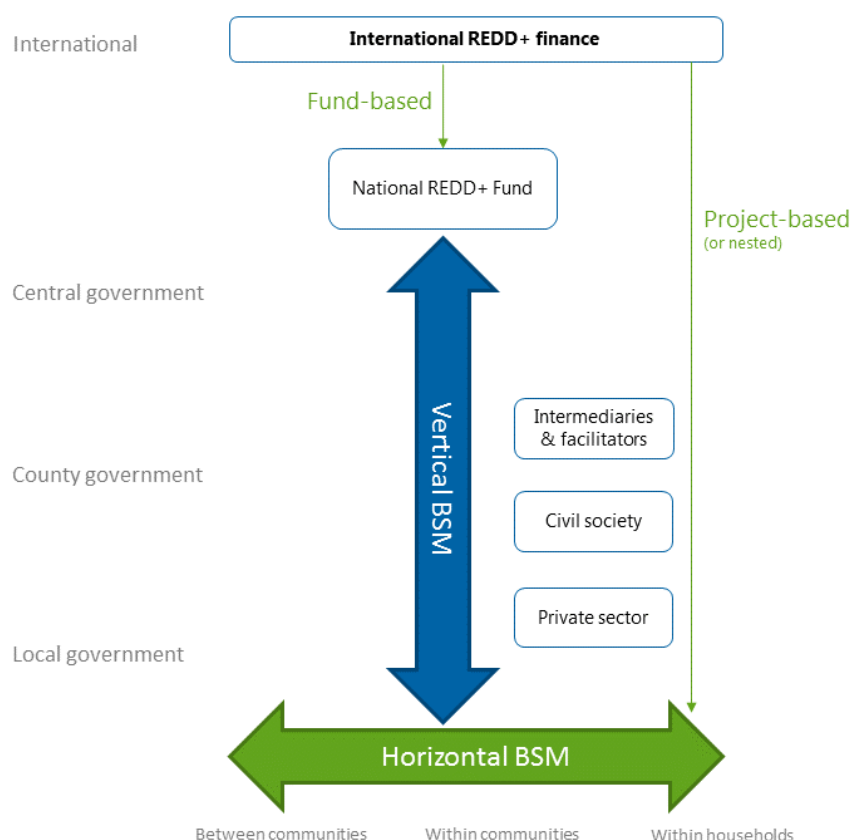 International
International REDD+ finance
Fund-based
National REDD+ Fund
Project-based
(or nested)
Central government
Vertical BSM
Intermediaries
& facilitators
County government
Civil society
Private sector
Local government
Horizontal BSM
Between communities
Within communities
Within households